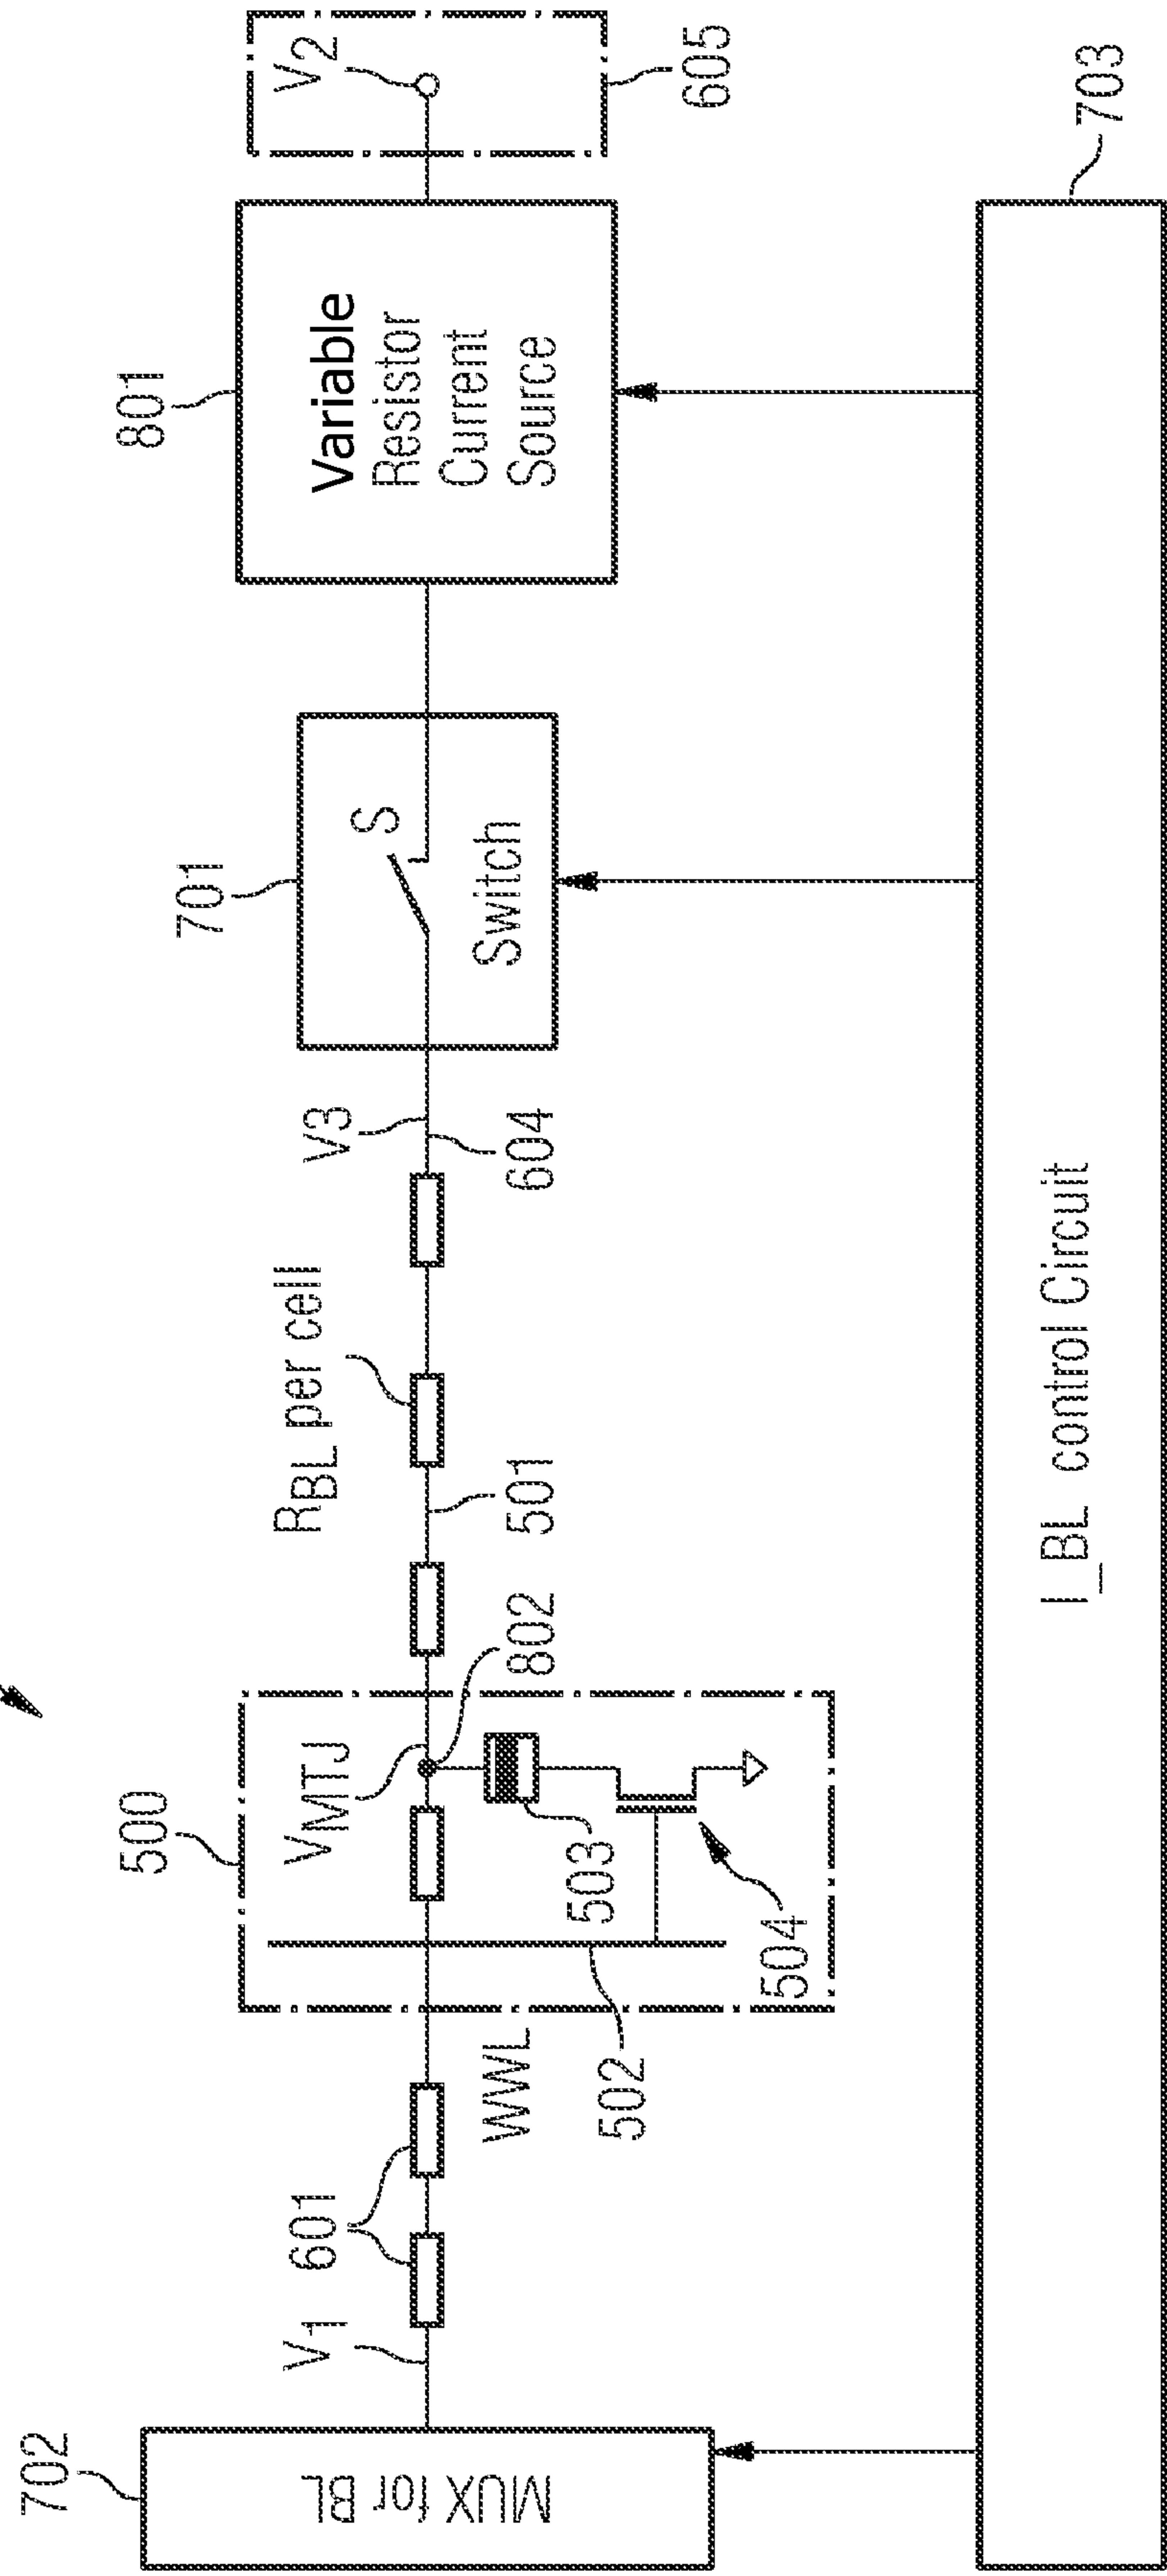 702
MUX for BL
V1
601
WWL
502
500
VMTJ
503
504
802
501
RBL per cell
V3
604
701
S
Switch
801
Variable
Resistor
Current
Source
V2
605
I_BL control Circuit
703